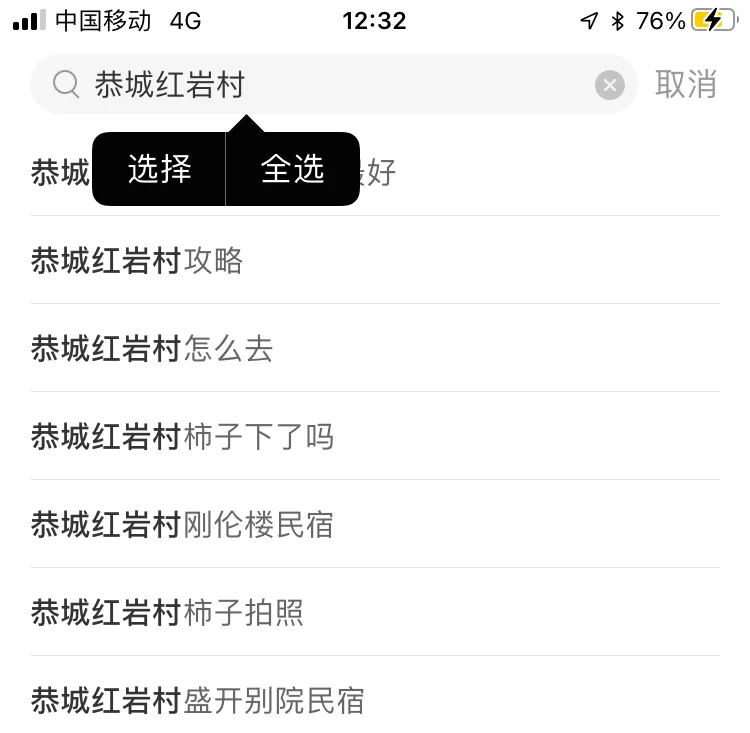 中国移动 4G 12:32 76%
恭城红岩村 取消
选择 全选
恭城 好
恭城红岩村攻略
恭城红岩村怎么去
恭城红岩村柿子下了吗
恭城红岩村刚伦楼民宿
恭城红岩村柿子拍照
恭城红岩村盛开别院民宿